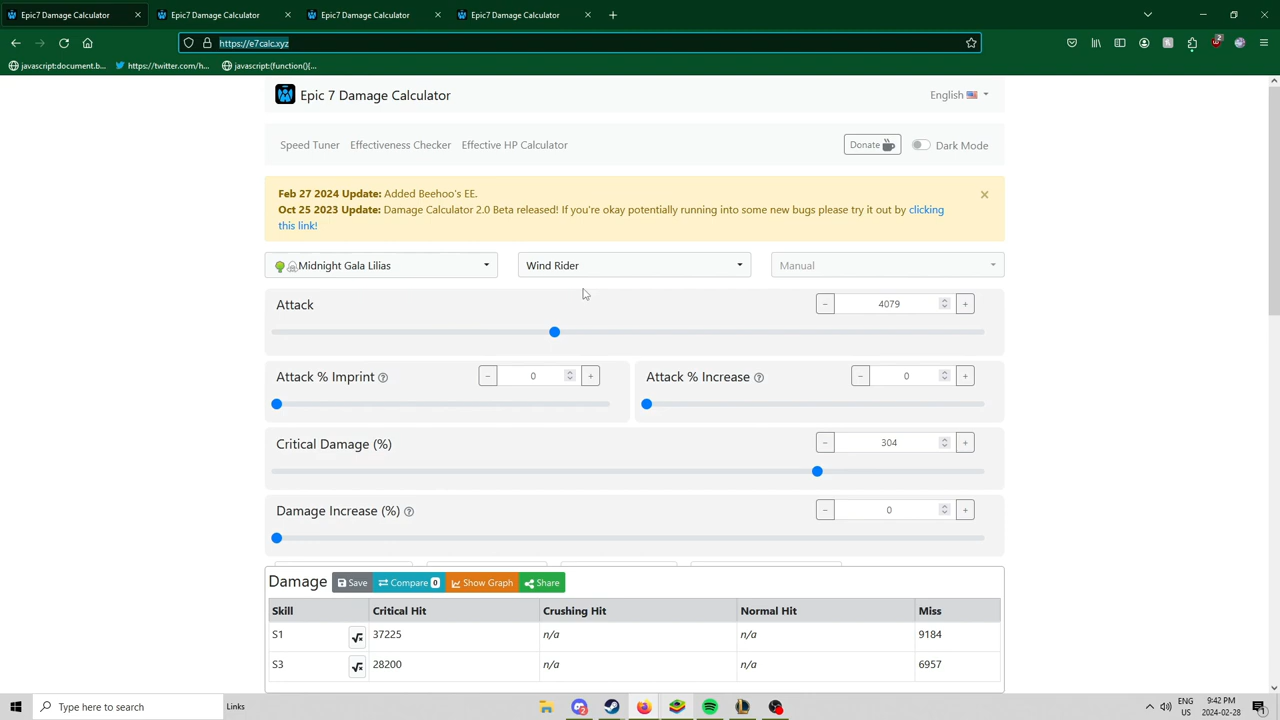 Epic7 Damage Calculator Epic7 Damage Calculator Epic7 Damage Calculator Epic7 Damage Calculator
https://e7calc.xyz
javascript:document.b... https://twitter.com/h... javascript:(function(){...
Epic 7 Damage Calculator English
Speed Tuner Effectiveness Checker Effective HP Calculator Donate Dark Mode
Feb 27 2024 Update: Added Beehoo's EE.
Oct 25 2023 Update: Damage Calculator 2.0 Beta released! If you're okay potentially running into some new bugs please try it out by clicking
this link!
Midnight Gala Lilias Wind Rider Manual
Attack − 4079 +
Attack % Imprint ? − 0 + Attack % Increase ? − 0 +
Critical Damage (%) − 304 +
Damage Increase (%) ? − 0 +
Damage Save Compare 0 Show Graph Share
Skill Critical Hit Crushing Hit Normal Hit Miss
S1 37225 n/a n/a 9184
S3 28200 n/a n/a 6957
Type here to search Links ENG 9:42 PM
US 2024-02-28